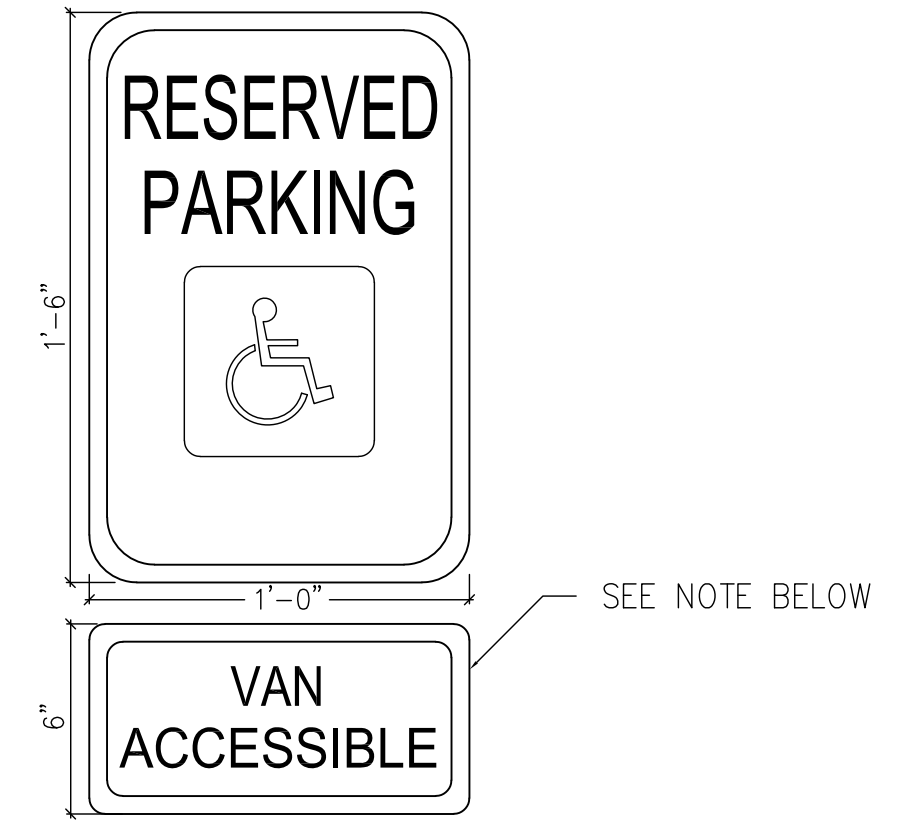 RESERVED
PARKING
1'-6"
1'-0"
SEE NOTE BELOW
VAN
ACCESSIBLE
6"